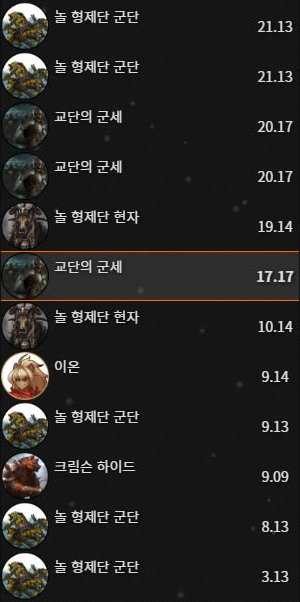 놀 형제단 군단
21.13
놀 형제단 군단
21.13
교단의 군세
20.17
교단의 군세
20.17
놀 형제단 현자
19.14
교단의 군세
17.17
놀 형제단 현자
10.14
이온
9.14
놀 형제단 군단
9.13
크림슨 하이드
9.09
놀 형제단 군단
8.13
놀 형제단 군단
3.13